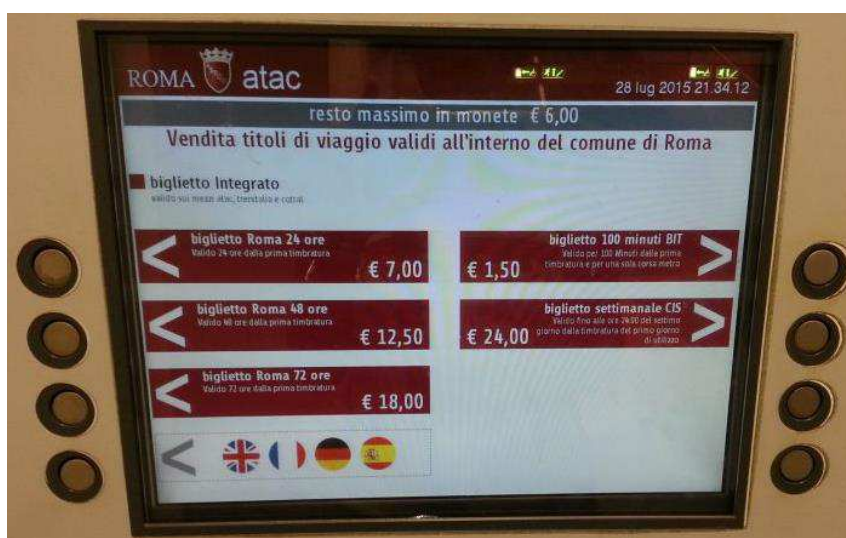 ROMA atac
28 lug 2015 21.34.12
resto massimo in monete € 6,00
Vendita titoli di viaggio validi all'interno del comune di Roma
biglietto Integrato
valido sui mezzi atac, trenitalia e cotral
biglietto Roma 24 ore
Valido 24 ore dalla prima timbratura
€ 7,00
biglietto 100 minuti BIT
Valido per 100 Minuti dalla prima
timbratura e per una sola corsa metro
€ 1,50
biglietto Roma 48 ore
Valido 48 ore dalla prima timbratura
€ 12,50
biglietto settimanale CIS
Valido fino alle ore 24:00 del settimo
giorno dalla timbratura del primo giorno
di utilizzo
€ 24,00
biglietto Roma 72 ore
Valido 72 ore dalla prima timbratura
€ 18,00